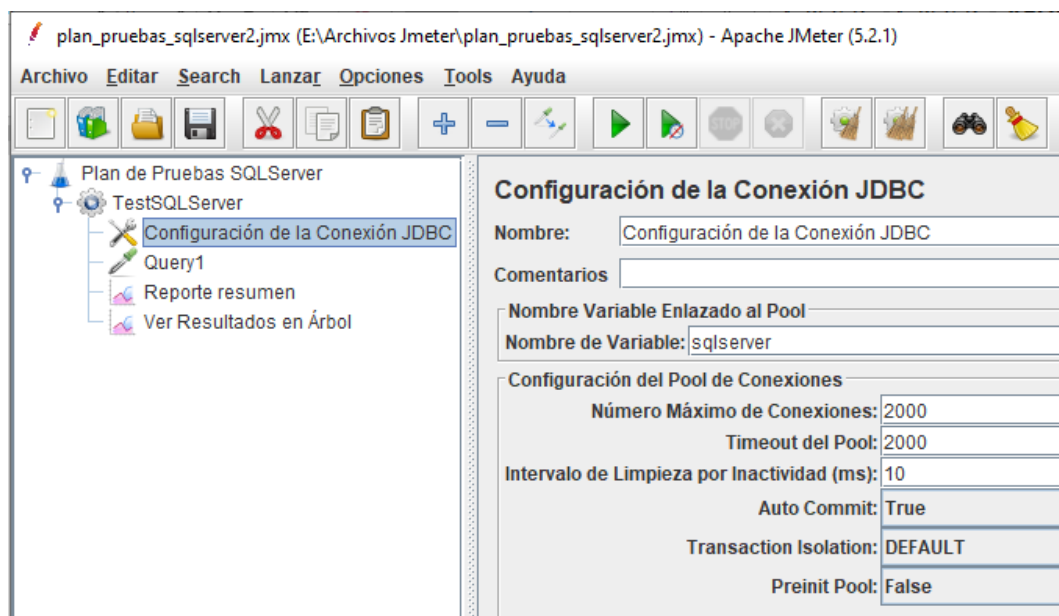 plan_pruebas_sqlserver2.jmx (E:\Archivos Jmeter\plan_pruebas_sqlserver2.jmx) - Apache JMeter (5.2.1)
Archivo Editar Search Lanzar Opciones Tools Ayuda
STOP
Plan de Pruebas SQLServer
TestSQLServer
Configuración de la Conexión JDBC
Query1
Reporte resumen
Ver Resultados en Árbol
Configuración de la Conexión JDBC
Nombre: Configuración de la Conexión JDBC
Comentarios
Nombre Variable Enlazado al Pool
Nombre de Variable: sqlserver
Configuración del Pool de Conexiones
Número Máximo de Conexiones: 2000
Timeout del Pool: 2000
Intervalo de Limpieza por Inactividad (ms): 10
Auto Commit: True
Transaction Isolation: DEFAULT
Preinit Pool: False